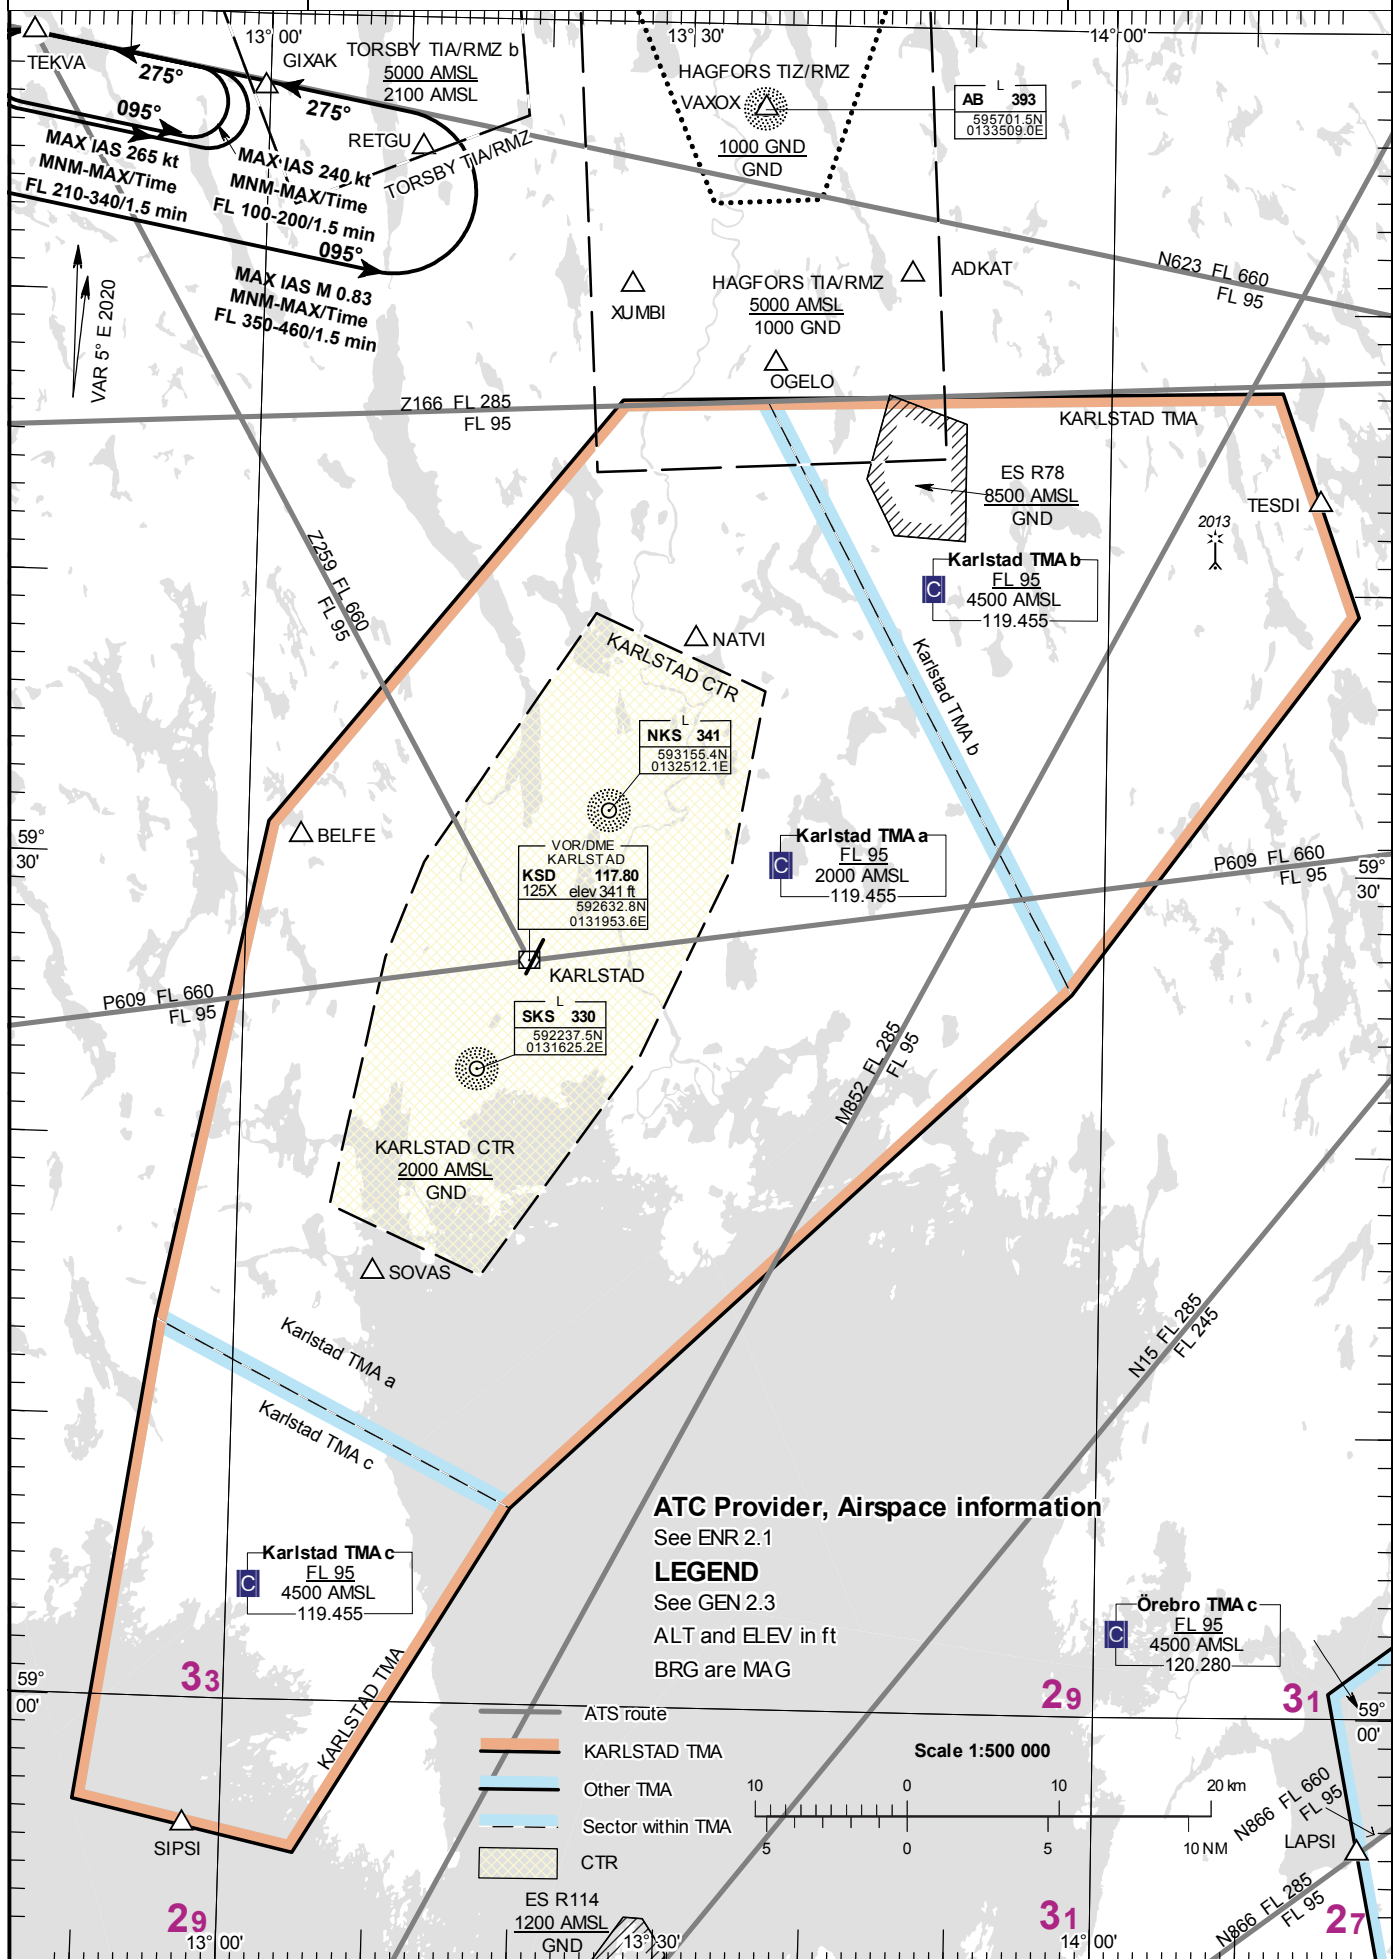 13° 00'
13° 30'
14° 00'
TEKVA
GIXAK
TORSBY TIA/RMZ b
5000 AMSL
2100 AMSL
275°
275°
095°
RETGU
TORSBY TIA/RMZ
MAX IAS 265 kt
MNM-MAX/Time
FL 210-340/1.5 min
MAX IAS 240 kt
MNM-MAX/Time
FL 100-200/1.5 min
095°
MAX IAS M 0.83
MNM-MAX/Time
FL 350-460/1.5 min
VAR 5° E 2020
HAGFORS TIZ/RMZ
VAXOX
1000 GND
GND
L
AB 393
595701.5N
0133509.0E
XUMBI
HAGFORS TIA/RMZ
5000 AMSL
1000 GND
ADKAT
OGELO
N623 FL 660
FL 95
Z166 FL 285
FL 95
KARLSTAD TMA
ES R78
8500 AMSL
GND
TESDI
2013
Karlstad TMA b
C
FL 95
4500 AMSL
119.455
Z259 FL 660
FL 95
NATVI
KARLSTAD CTR
Karlstad TMA b
L
NKS 341
593155.4N
0132512.1E
BELFE
59°
30'
VOR/DME
KARLSTAD
KSD 117.80
125X elev 341 ft
592632.8N
0131953.6E
Karlstad TMA a
C
FL 95
2000 AMSL
119.455
P609 FL 660
FL 95
59°
30'
KARLSTAD
P609 FL 660
FL 95
L
SKS 330
592237.5N
0131625.2E
M852 FL 285
FL 95
KARLSTAD CTR
2000 AMSL
GND
SOVAS
Karlstad TMA a
Karlstad TMA c
N15 FL 285
FL 245
Karlstad TMA c
C
FL 95
4500 AMSL
119.455
ATC Provider, Airspace information
See ENR 2.1
LEGEND
See GEN 2.3
ALT and ELEV in ft
BRG are MAG
Örebro TMA c
C
FL 95
4500 AMSL
120.280
59°
00'
33
29
31
59°
00'
KARLSTAD TMA
ATS route
KARLSTAD TMA
Other TMA
Sector within TMA
CTR
Scale 1:500 000
10 0 10 20 km
5 0 5 10 NM
SIPSI
N866 FL 660
FL 95
LAPSI
N866 FL 285
FL 95
ES R114
1200 AMSL
GND
29
31
27
13° 00'
13° 30'
14° 00'